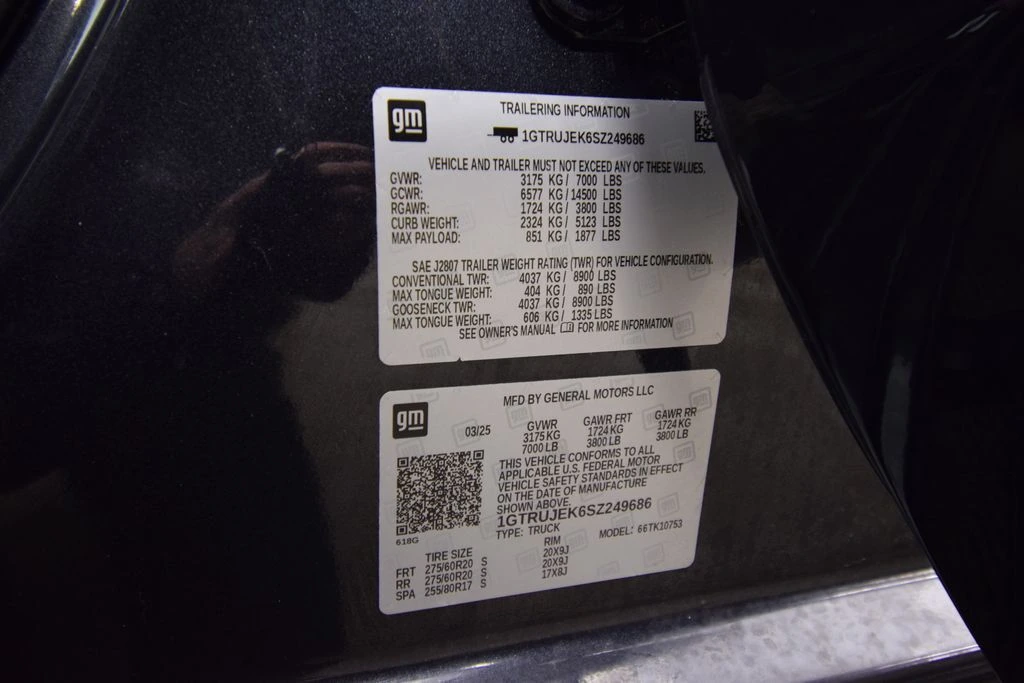 gm
TRAILERING INFORMATION
1GTRUJEK6SZ249686
VEHICLE AND TRAILER MUST NOT EXCEED ANY OF THESE VALUES.
GVWR: 3175 KG / 7000 LBS
GCWR: 6577 KG / 14500 LBS
RGAWR: 1724 KG / 3800 LBS
CURB WEIGHT: 2324 KG / 5123 LBS
MAX PAYLOAD: 851 KG / 1877 LBS
SAE J2807 TRAILER WEIGHT RATING (TWR) FOR VEHICLE CONFIGURATION.
CONVENTIONAL TWR: 4037 KG / 8900 LBS
MAX TONGUE WEIGHT: 404 KG / 890 LBS
GOOSENECK TWR: 4037 KG / 8900 LBS
MAX TONGUE WEIGHT: 606 KG / 1335 LBS
SEE OWNER'S MANUAL FOR MORE INFORMATION
gm
MFD BY GENERAL MOTORS LLC
03/25 GVWR GAWR FRT GAWR RR
3175 KG 1724 KG 1724 KG
7000 LB 3800 LB 3800 LB
THIS VEHICLE CONFORMS TO ALL
APPLICABLE U.S. FEDERAL MOTOR
VEHICLE SAFETY STANDARDS IN EFFECT
ON THE DATE OF MANUFACTURE
SHOWN ABOVE.
1GTRUJEK6SZ249686
TYPE: TRUCK MODEL: 66TK10753
618G
TIRE SIZE RIM
FRT 275/60R20 S 20X9J
RR 275/60R20 S 20X9J
SPA 255/80R17 S 17X8J